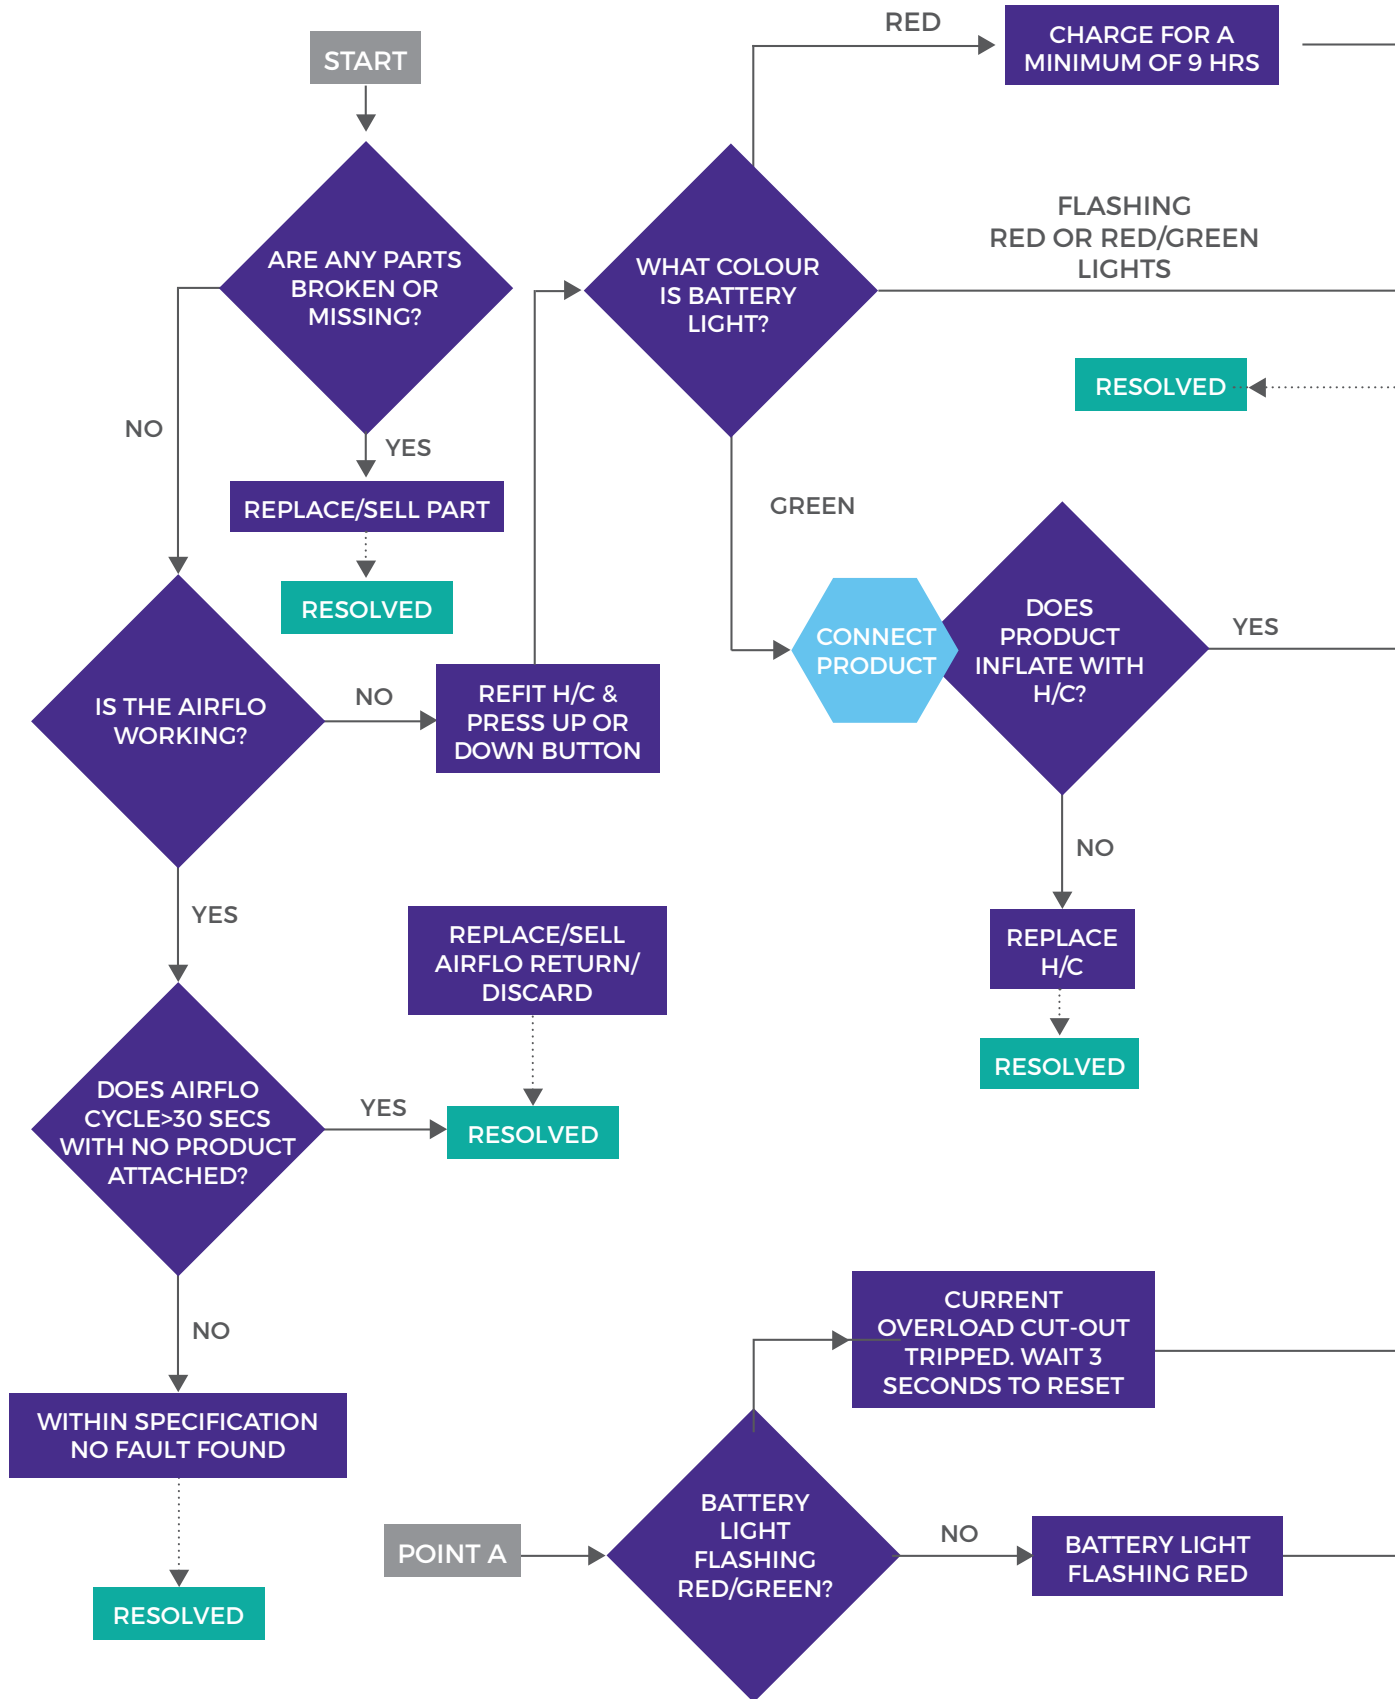 START
ARE ANY PARTS
BROKEN OR
MISSING?
NO
YES
REPLACE/SELL PART
RESOLVED
IS THE AIRFLO
WORKING?
NO
REFIT H/C &
PRESS UP OR
DOWN BUTTON
YES
DOES AIRFLO
CYCLE>30 SECS
WITH NO PRODUCT
ATTACHED?
YES
REPLACE/SELL
AIRFLO RETURN/
DISCARD
RESOLVED
NO
WITHIN SPECIFICATION
NO FAULT FOUND
RESOLVED
WHAT COLOUR
IS BATTERY
LIGHT?
RED
CHARGE FOR A
MINIMUM OF 9 HRS
FLASHING
RED OR RED/GREEN
LIGHTS
RESOLVED
GREEN
CONNECT
PRODUCT
DOES
PRODUCT
INFLATE WITH
H/C?
YES
NO
REPLACE
H/C
RESOLVED
POINT A
BATTERY
LIGHT
FLASHING
RED/GREEN?
CURRENT
OVERLOAD CUT-OUT
TRIPPED. WAIT 3
SECONDS TO RESET
NO
BATTERY LIGHT
FLASHING RED